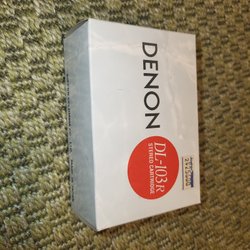 DENON
DL-103R
STEREO CARTRIDGE